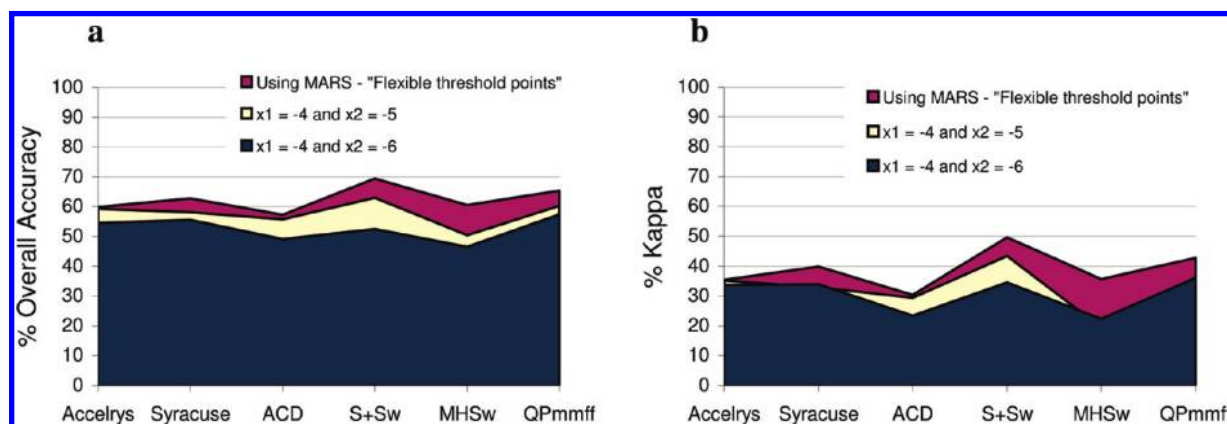 a
Using MARS - "Flexible threshold points"
x1 = -4 and x2 = -5
x1 = -4 and x2 = -6
% Overall Accuracy
100
90
80
70
60
50
40
30
20
10
0
Accelrys Syracuse ACD S+Sw MHSw QPmmff
b
Using MARS - "Flexible threshold points"
x1 = -4 and x2 = -5
x1 = -4 and x2 = -6
% Kappa
100
90
80
70
60
50
40
30
20
10
0
Accelrys Syracuse ACD S+Sw MHSw QPmmff